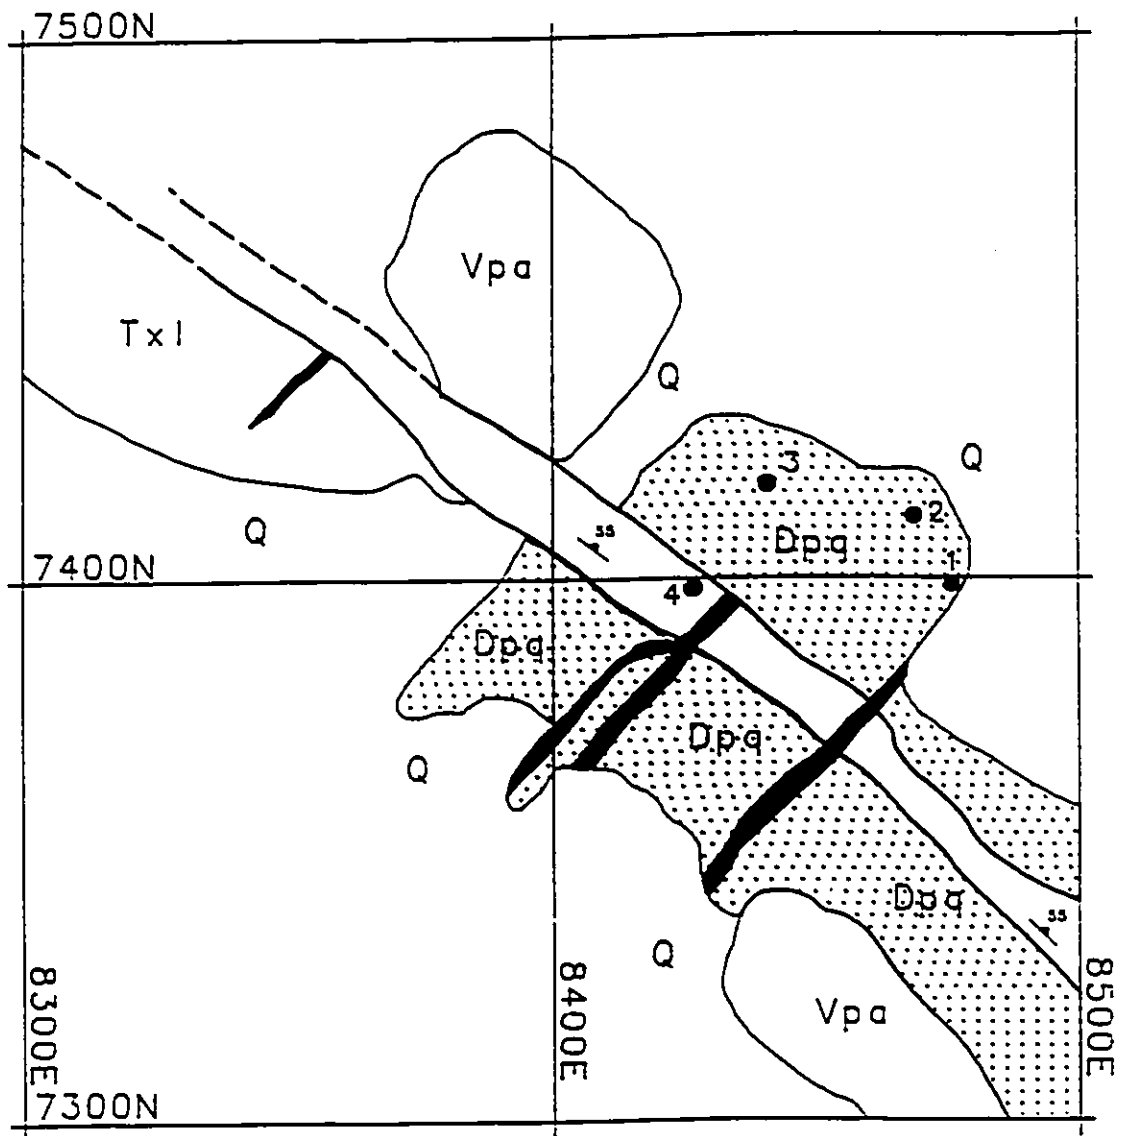 7500N
Vpa
Txl
Q
3
Q
2
Dpq
Q
55
1
7400N
4
Dpq
Dpq
Q
Dpq
55
Q
8300E
8400E
8500E
Vpa
7300N